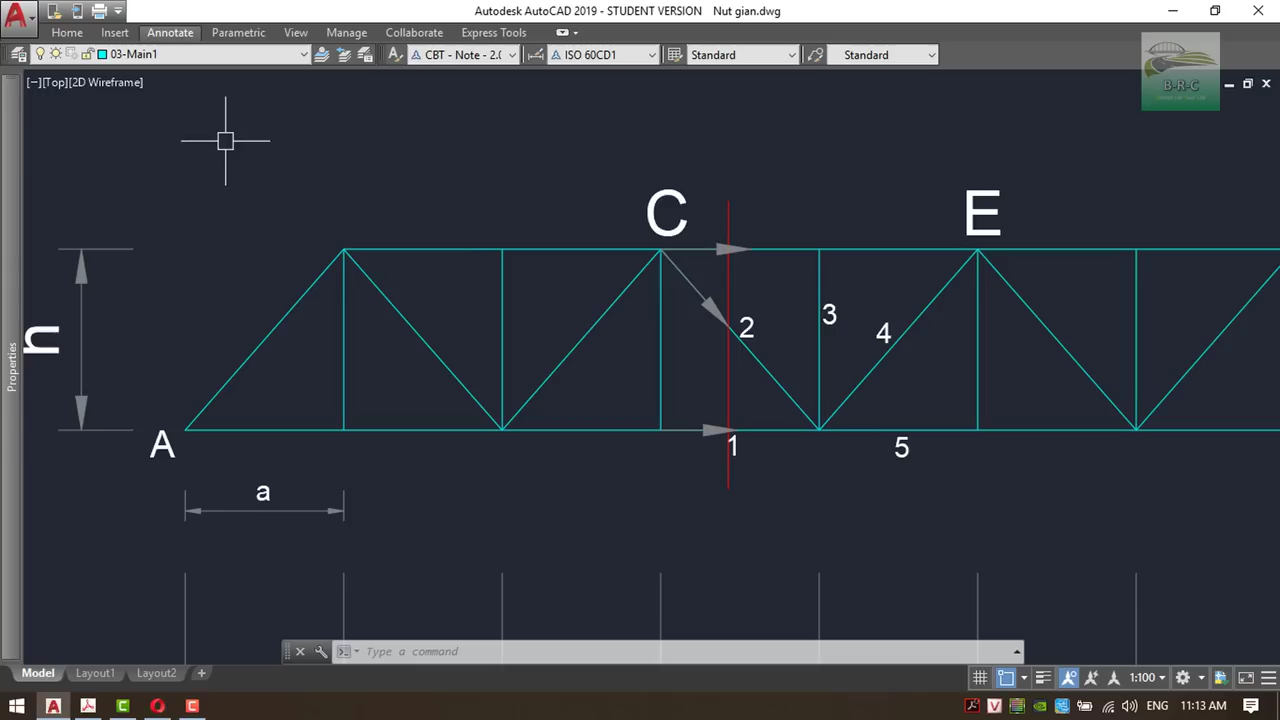 Autodesk AutoCAD 2019 - STUDENT VERSION Nut gian.dwg
Home Insert Annotate Parametric View Manage Collaborate Express Tools
03-Main1 CBT - Note - 2.0 ISO 60CD1 Standard Standard
[−][Top][2D Wireframe]
B-R-C
C E
h
2 3 4
A 1 5
a
Properties
Type a command
Model Layout1 Layout2 +
1:100
ENG 11:13 AM